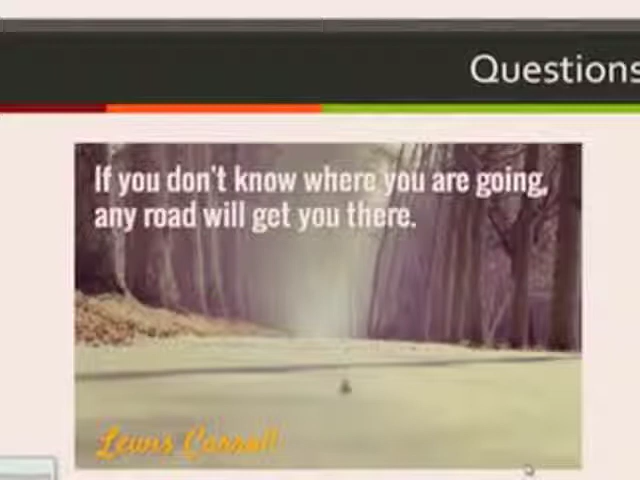 Questions
If you don't know where you are going,
any road will get you there.
Lewis Carroll